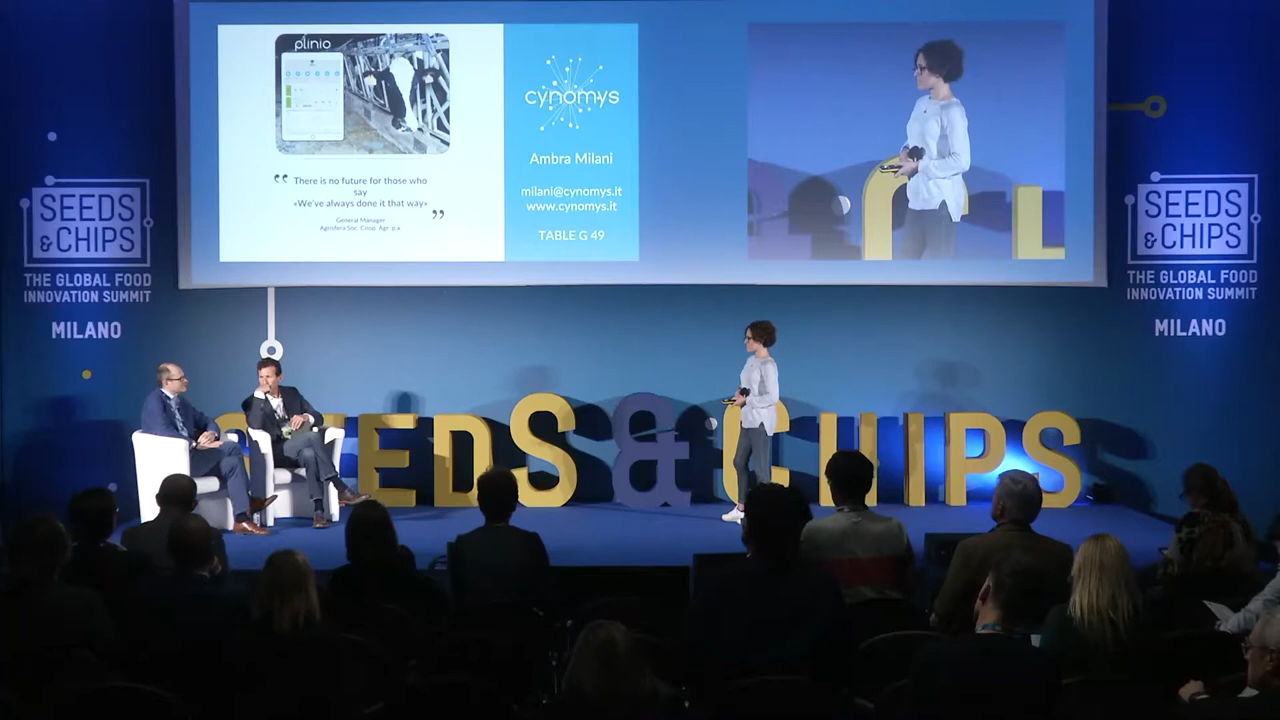 plinio
“ There is no future for those who
say
«We've always done it that way» ”
General Manager
Agrisfera Soc. Coop. Agr. p.a.
cynomys
Ambra Milani
milani@cynomys.it
www.cynomys.it
TABLE G 49
SEEDS
& CHIPS
THE GLOBAL FOOD
INNOVATION SUMMIT
MILANO
SEEDS
& CHIPS
THE GLOBAL FOOD
INNOVATION SUMMIT
MILANO
SEEDS & CHIPS